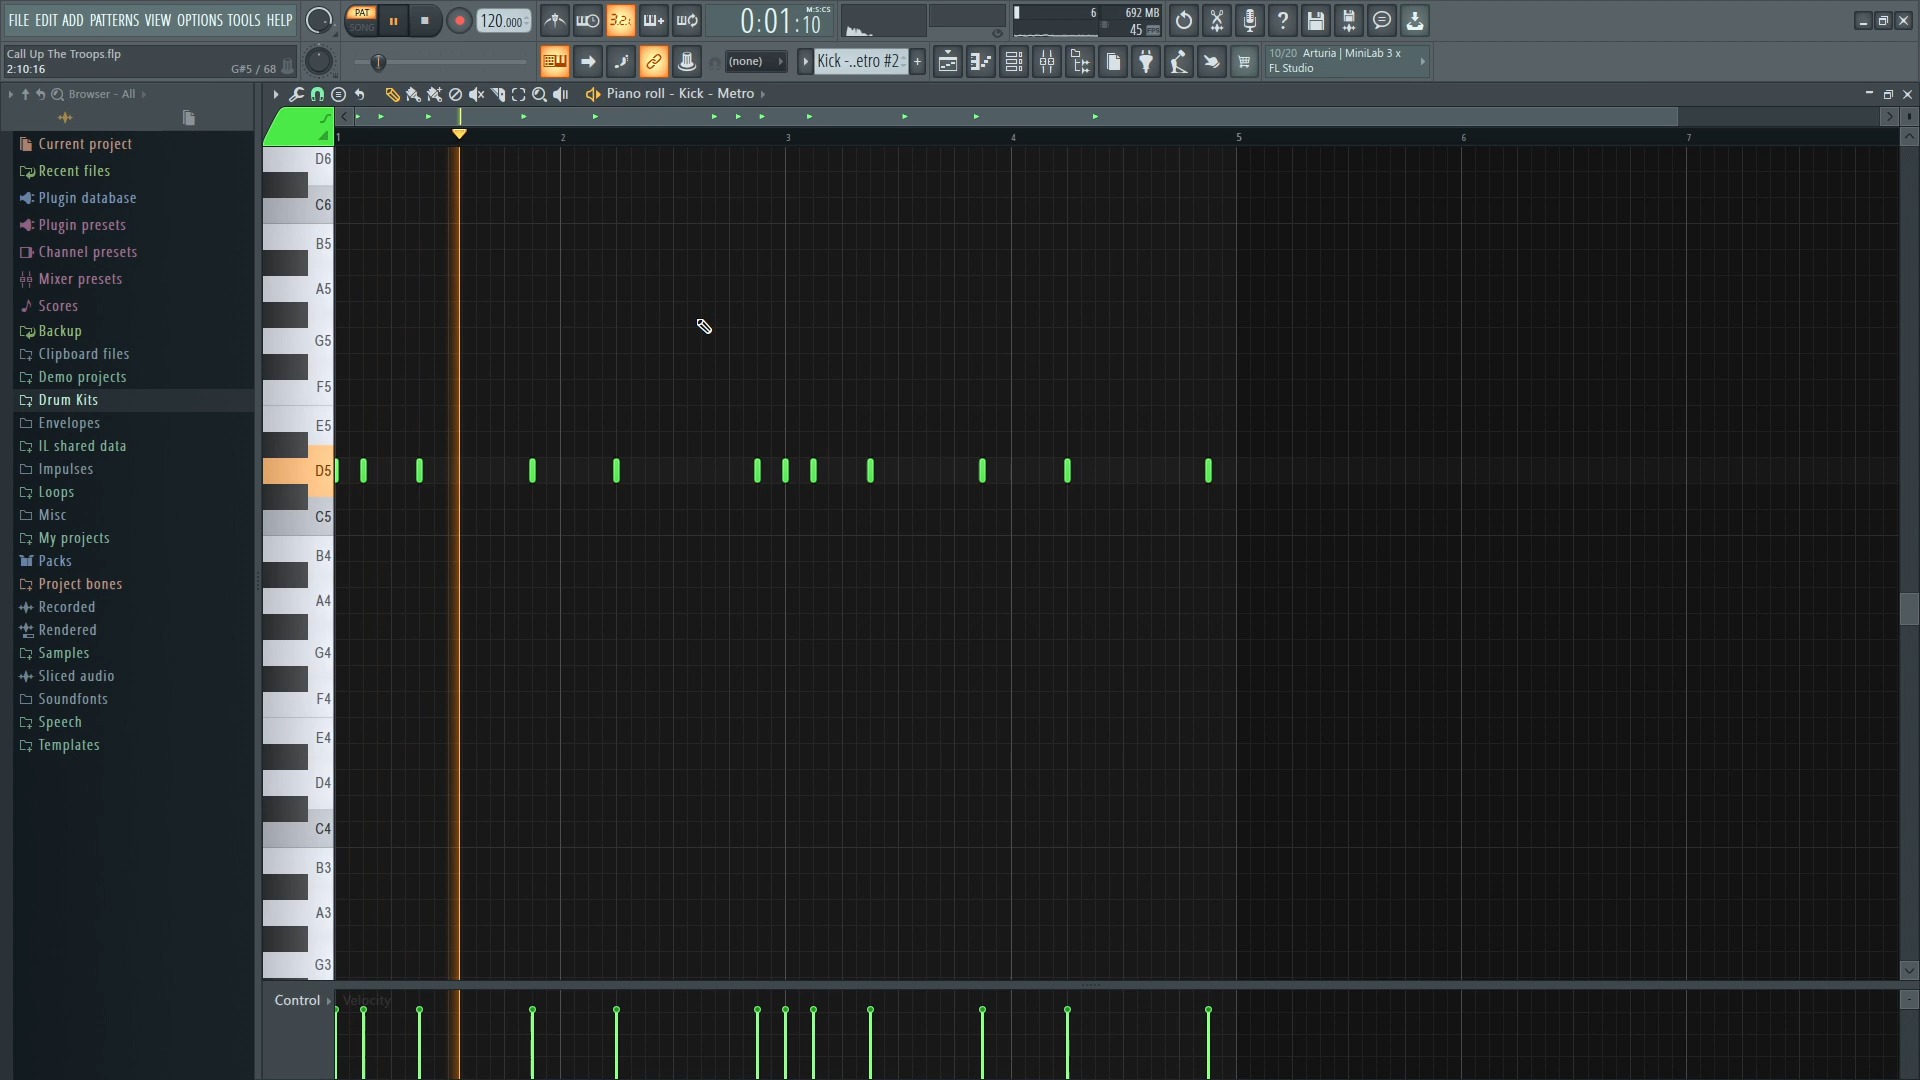 FILE EDIT ADD PATTERNS VIEW OPTIONS TOOLS HELP
PAT
SONG
120.000
3.2.:
0:01:10
M:S:CS
6
692 MB
45
Call Up The Troops.flp
2:10:16
G#5 / 68
(none)
Kick -..etro #2
+
10/20 Arturia | MiniLab 3 x
FL Studio
Browser - All
Piano roll - Kick - Metro
Current project
Recent files
Plugin database
Plugin presets
Channel presets
Mixer presets
Scores
Backup
Clipboard files
Demo projects
Drum Kits
Envelopes
IL shared data
Impulses
Loops
Misc
My projects
Packs
Project bones
Recorded
Rendered
Samples
Sliced audio
Soundfonts
Speech
Templates
1
2
3
4
5
6
7
D6
C6
B5
A5
G5
F5
E5
D5
C5
B4
A4
G4
F4
E4
D4
C4
B3
A3
G3
Control
Velocity